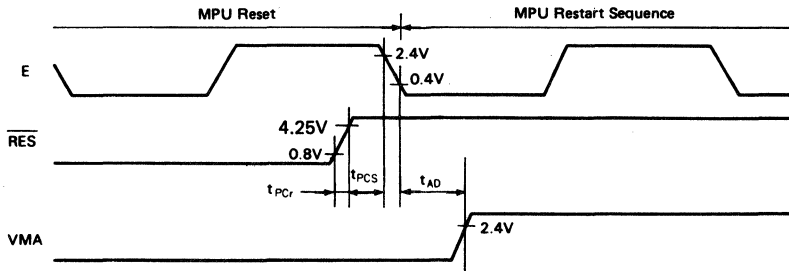 MPU Reset
MPU Restart Sequence
E
2.4V
0.4V
RES
4.25V
0.8V
tPCr
tPCS
tAD
VMA
2.4V